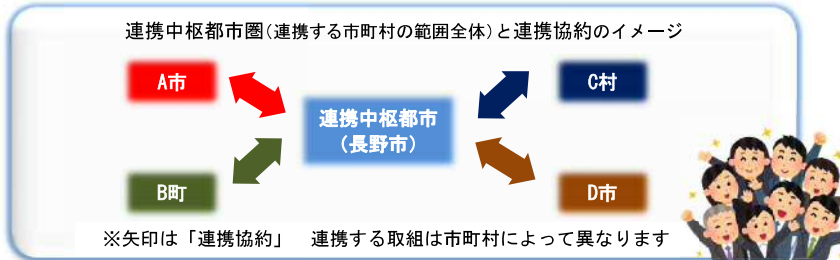 連携中枢都市圏（連携する市町村の範囲全体）と連携協約のイメージ
A市
C村
連携中枢都市
（長野市）
B町
D市
※矢印は「連携協約」　連携する取組は市町村によって異なります